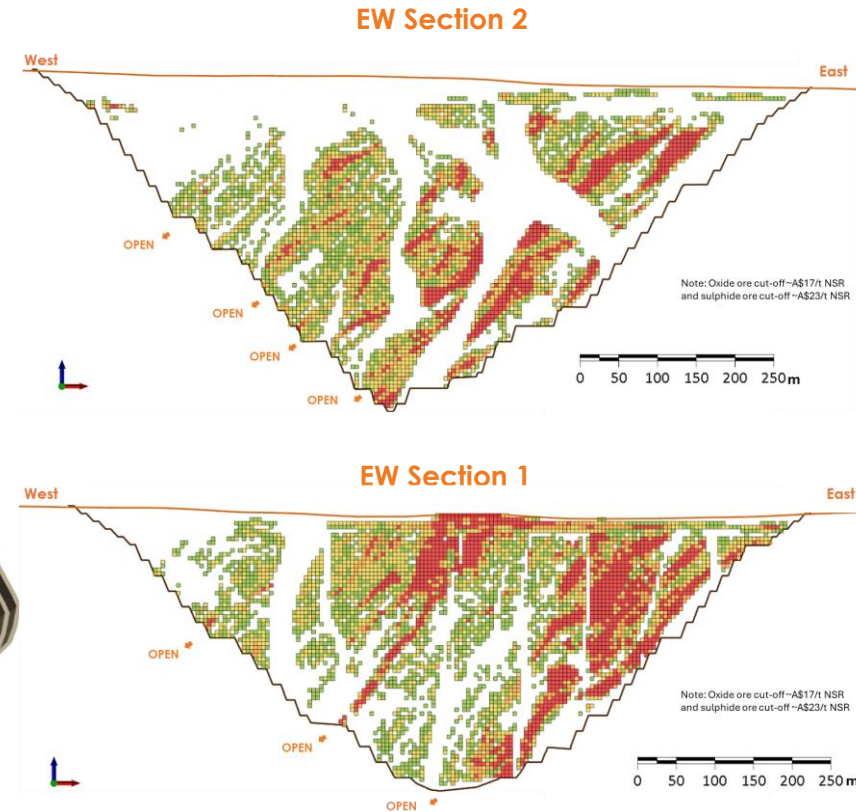 EW Section 2
West
East
OPEN
Note: Oxide ore cut-off ~A$17/t NSR
and sulphide ore cut-off ~A$23/t NSR
OPEN
OPEN
OPEN
0 50 100 150 200 250 m
EW Section 1
West
East
OPEN
Note: Oxide ore cut-off ~A$17/t NSR
and sulphide ore cut-off ~A$23/t NSR
OPEN
0 50 100 150 200 250 m
OPEN